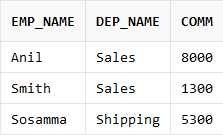 EMP_NAME DEP_NAME COMM
Anil Sales 8000
Smith Sales 1300
Sosamma Shipping 5300